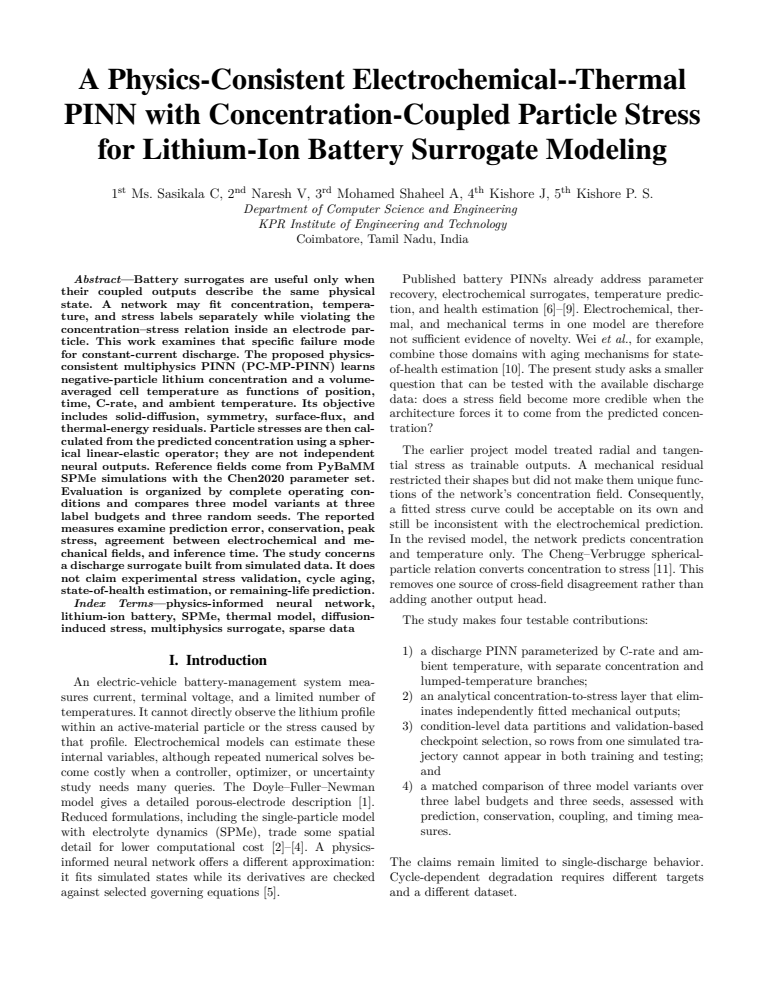 A Physics-Consistent Electrochemical--Thermal
PINN with Concentration-Coupled Particle Stress
for Lithium-Ion Battery Surrogate Modeling
1st Ms. Sasikala C, 2nd Naresh V, 3rd Mohamed Shaheel A, 4th Kishore J, 5th Kishore P. S.
Department of Computer Science and Engineering
KPR Institute of Engineering and Technology
Coimbatore, Tamil Nadu, India
Abstract—Battery surrogates are useful only when
their coupled outputs describe the same physical
state. A network may fit concentration, tempera-
ture, and stress labels separately while violating the
concentration–stress relation inside an electrode par-
ticle. This work examines that specific failure mode
for constant-current discharge. The proposed physics-
consistent multiphysics PINN (PC-MP-PINN) learns
negative-particle lithium concentration and a volume-
averaged cell temperature as functions of position,
time, C-rate, and ambient temperature. Its objective
includes solid-diffusion, symmetry, surface-flux, and
thermal-energy residuals. Particle stresses are then cal-
culated from the predicted concentration using a spher-
ical linear-elastic operator; they are not independent
neural outputs. Reference fields come from PyBaMM
SPMe simulations with the Chen2020 parameter set.
Evaluation is organized by complete operating con-
ditions and compares three model variants at three
label budgets and three random seeds. The reported
measures examine prediction error, conservation, peak
stress, agreement between electrochemical and me-
chanical fields, and inference time. The study concerns
a discharge surrogate built from simulated data. It does
not claim experimental stress validation, cycle aging,
state-of-health estimation, or remaining-life prediction.
Index Terms—physics-informed neural network,
lithium-ion battery, SPMe, thermal model, diffusion-
induced stress, multiphysics surrogate, sparse data
I. Introduction
An electric-vehicle battery-management system mea-
sures current, terminal voltage, and a limited number of
temperatures. It cannot directly observe the lithium profile
within an active-material particle or the stress caused by
that profile. Electrochemical models can estimate these
internal variables, although repeated numerical solves be-
come costly when a controller, optimizer, or uncertainty
study needs many queries. The Doyle–Fuller–Newman
model gives a detailed porous-electrode description [1].
Reduced formulations, including the single-particle model
with electrolyte dynamics (SPMe), trade some spatial
detail for lower computational cost [2]–[4]. A physics-
informed neural network offers a different approximation:
it fits simulated states while its derivatives are checked
against selected governing equations [5].
Published battery PINNs already address parameter
recovery, electrochemical surrogates, temperature predic-
tion, and health estimation [6]–[9]. Electrochemical, ther-
mal, and mechanical terms in one model are therefore
not sufficient evidence of novelty. Wei et al., for example,
combine those domains with aging mechanisms for state-
of-health estimation [10]. The present study asks a smaller
question that can be tested with the available discharge
data: does a stress field become more credible when the
architecture forces it to come from the predicted concen-
tration?
The earlier project model treated radial and tangen-
tial stress as trainable outputs. A mechanical residual
restricted their shapes but did not make them unique func-
tions of the network's concentration field. Consequently,
a fitted stress curve could be acceptable on its own and
still be inconsistent with the electrochemical prediction.
In the revised model, the network predicts concentration
and temperature only. The Cheng–Verbrugge spherical-
particle relation converts concentration to stress [11]. This
removes one source of cross-field disagreement rather than
adding another output head.
The study makes four testable contributions:
1) a discharge PINN parameterized by C-rate and am-
bient temperature, with separate concentration and
lumped-temperature branches;
2) an analytical concentration-to-stress layer that elim-
inates independently fitted mechanical outputs;
3) condition-level data partitions and validation-based
checkpoint selection, so rows from one simulated tra-
jectory cannot appear in both training and testing;
and
4) a matched comparison of three model variants over
three label budgets and three seeds, assessed with
prediction, conservation, coupling, and timing mea-
sures.
The claims remain limited to single-discharge behavior.
Cycle-dependent degradation requires different targets
and a different dataset.